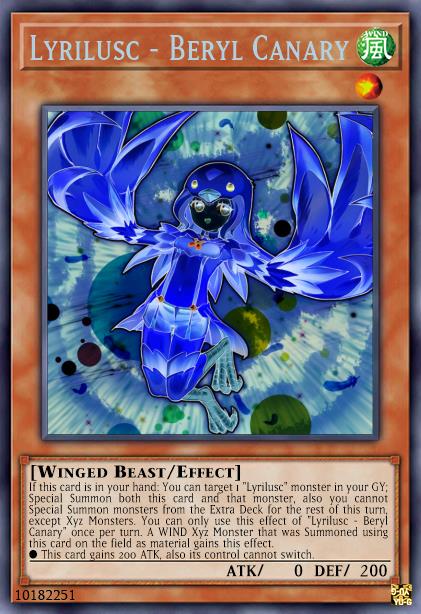 LYRILUSC - BERYL CANARY
WIND
風
[WINGED BEAST/EFFECT]
If this card is in your hand: You can target 1 "Lyrilusc" monster in your GY;
Special Summon both this card and that monster, also you cannot
Special Summon monsters from the Extra Deck for the rest of this turn,
except Xyz Monsters. You can only use this effect of "Lyrilusc - Beryl
Canary" once per turn. A WIND Xyz Monster that was Summoned using
this card on the field as material gains this effect.
● This card gains 200 ATK, also its control cannot switch.
ATK/ 0 DEF/ 200
10182251